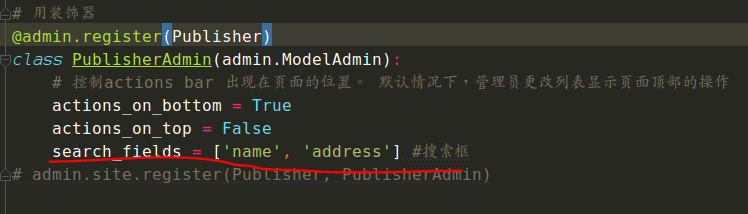 # 用装饰器
@admin.register(Publisher)
class PublisherAdmin(admin.ModelAdmin):
# 控制actions bar 出现在页面的位置。 默认情况下，管理员更改列表显示页面顶部的操作
actions_on_bottom = True
actions_on_top = False
search_fields = ['name', 'address'] #搜索框
# admin.site.register(Publisher, PublisherAdmin)